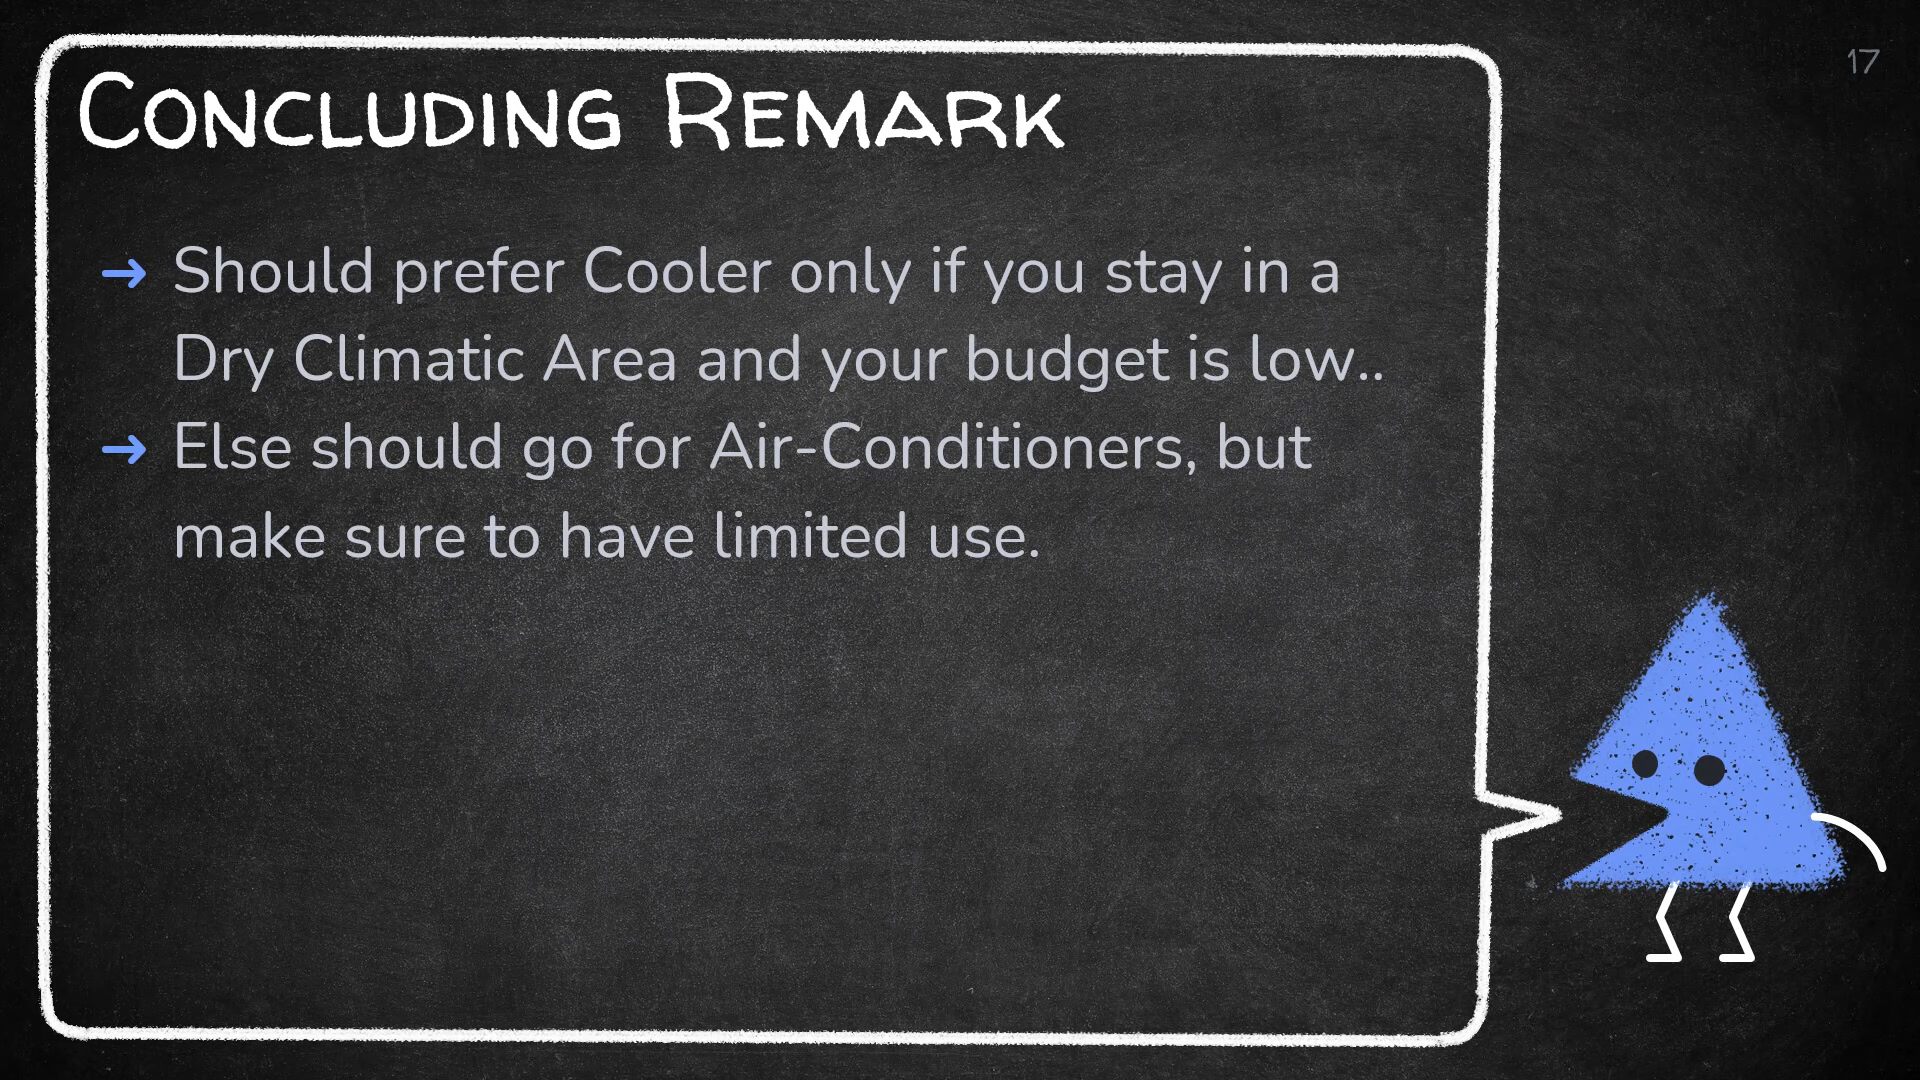 17
Concluding Remark
➔ Should prefer Cooler only if you stay in a
Dry Climatic Area and your budget is low..
➔ Else should go for Air-Conditioners, but
make sure to have limited use.